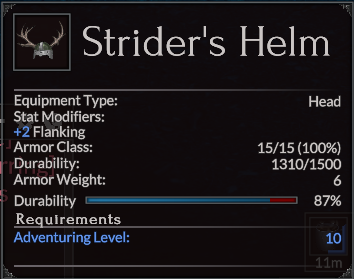 Strider's Helm
Equipment Type: Head
Stat Modifiers:
+2 Flanking
Armor Class: 15/15 (100%)
Durability: 1310/1500
Armor Weight: 6
Durability 87%
Requirements
Adventuring Level: 10
11m